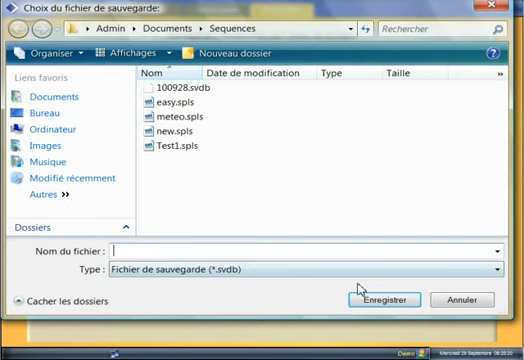 Choix du fichier de sauvegarde:
Admin Documents Sequences
Rechercher
Organiser Affichages Nouveau dossier
Liens favoris
Nom Date de modification Type Taille »
Documents
Bureau
Ordinateur
Images
Musique
Modifié récemment
Autres »
100928.svdb
easy.spls
meteo.spls
new.spls
Test1.spls
Dossiers
Nom du fichier :
Type : Fichier de sauvegarde (*.svdb)
Cacher les dossiers
Enregistrer Annuler
Demo